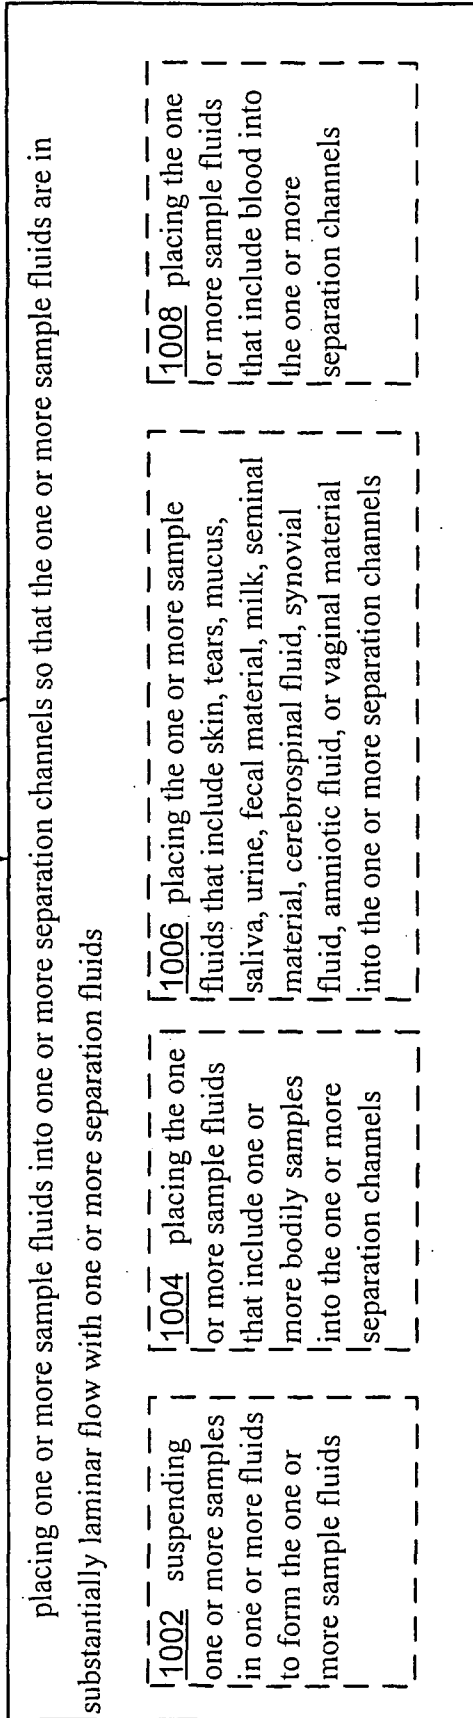 placing one or more sample fluids into one or more separation channels so that the one or more sample fluids are in
substantially laminar flow with one or more separation fluids
1002 suspending
one or more samples
in one or more fluids
to form the one or
more sample fluids
1004 placing the one
or more sample fluids
that include one or
more bodily samples
into the one or more
separation channels
1006 placing the one or more sample
fluids that include skin, tears, mucus,
saliva, urine, fecal material, milk, seminal
material, cerebrospinal fluid, synovial
fluid, amniotic fluid, or vaginal material
into the one or more separation channels
1008 placing the one
or more sample fluids
that include blood into
the one or more
separation channels